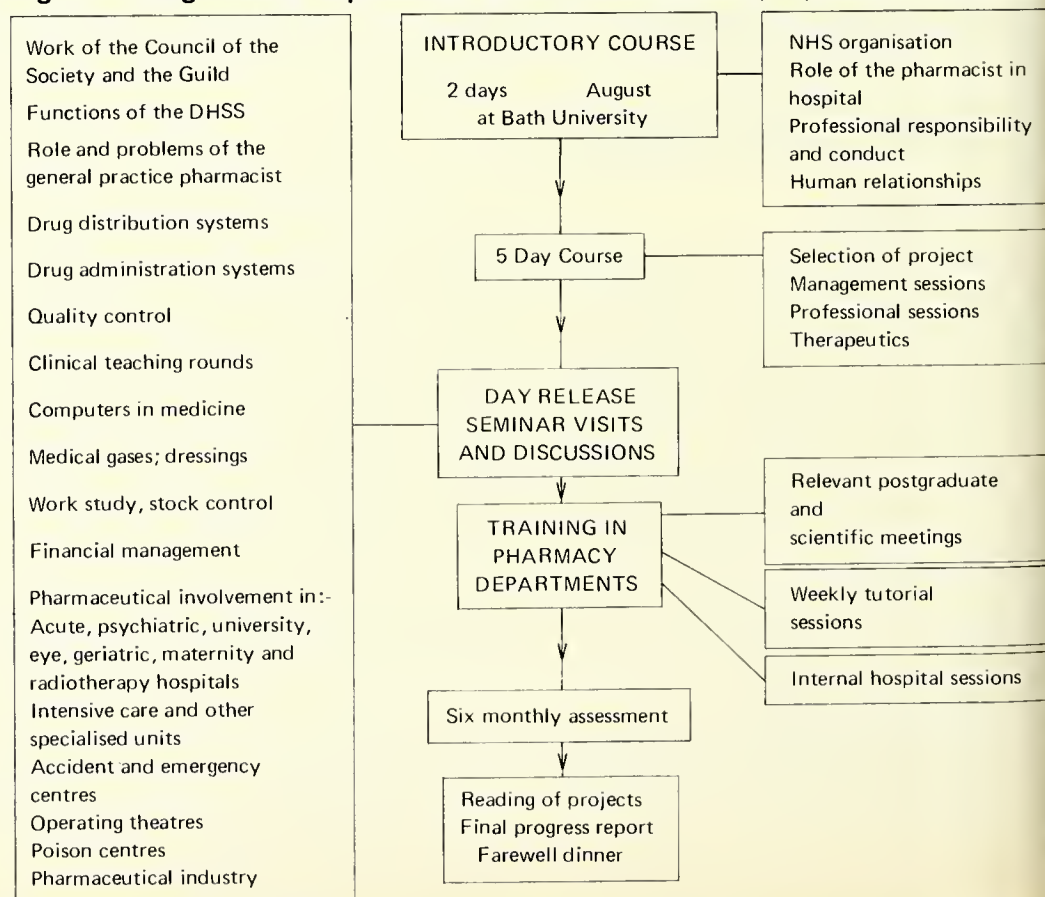 Work of the Council of the
Society and the Guild
Functions of the DHSS
Role and problems of the
general practice pharmacist
Drug distribution systems
Drug administration systems
Quality control
Clinical teaching rounds
Computers in medicine
Medical gases; dressings
Work study, stock control
Financial management
Pharmaceutical involvement in:-
Acute, psychiatric, university,
eye, geriatric, maternity and
radiotherapy hospitals
Intensive care and other
specialised units
Accident and emergency
centres
Operating theatres
Poison centres
Pharmaceutical industry
INTRODUCTORY COURSE
2 days August
at Bath University
5 Day Course
DAY RELEASE
SEMINAR VISITS
AND DISCUSSIONS
TRAINING IN
PHARMACY
DEPARTMENTS
Six monthly assessment
Reading of projects
Final progress report
Farewell dinner
NHS organisation
Role of the pharmacist in
hospital
Professional responsibility
and conduct
Human relationships
Selection of project
Management sessions
Professional sessions
Therapeutics
Relevant postgraduate
and
scientific meetings
Weekly tutorial
sessions
Internal hospital sessions